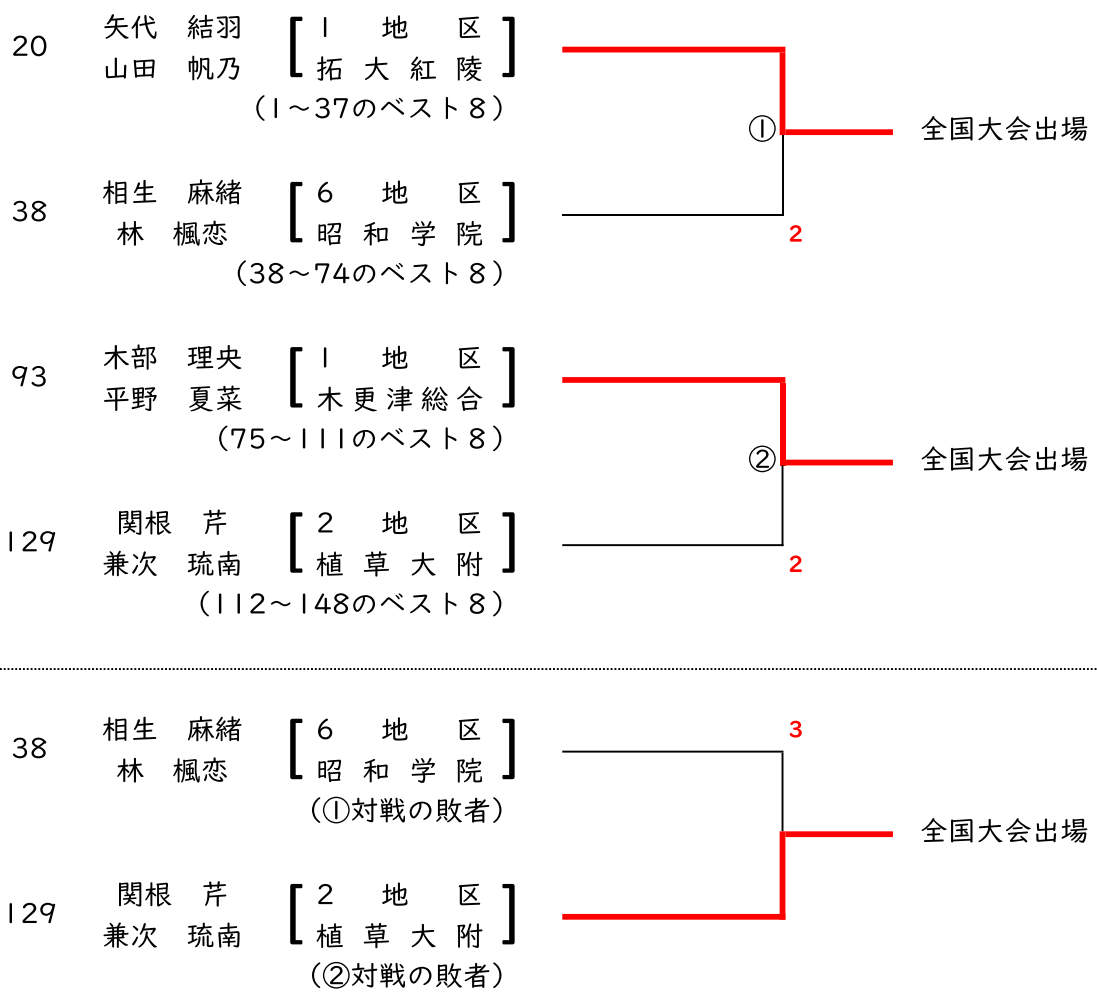 20
矢代　結羽 [ 1　地　区
山田　帆乃 拓大紅陵 ]
(1～37のベスト8)
①
全国大会出場
38
相生　麻緒 [ 6　地　区
林　楓恋 昭和学院 ]
2
(38～74のベスト8)
93
木部　理央 [ 1　地　区
平野　夏菜 木更津総合 ]
(75～111のベスト8)
②
全国大会出場
129
関根　芹 [ 2　地　区
兼次　琉南 植草大附 ]
2
(112～148のベスト8)
38
相生　麻緒 [ 6　地　区
林　楓恋 昭和学院 ]
3
(①対戦の敗者)
全国大会出場
129
関根　芹 [ 2　地　区
兼次　琉南 植草大附 ]
(②対戦の敗者)